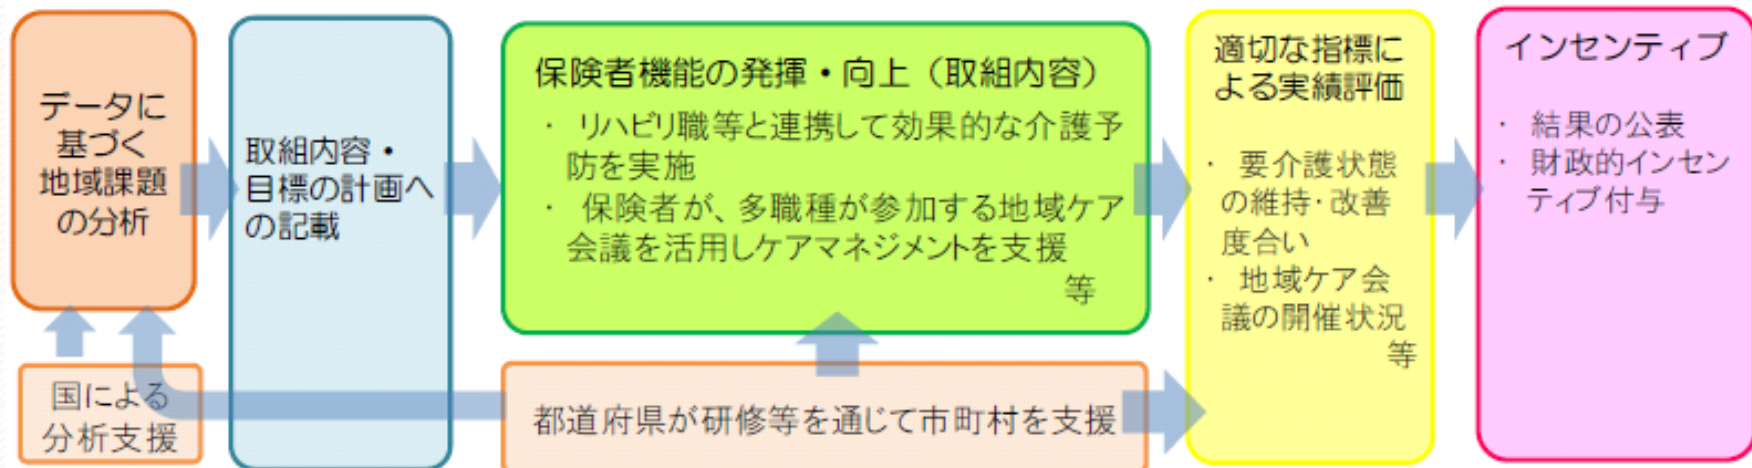 データに
基づく
地域課題
の分析
取組内容・
目標の計画へ
の記載
保険者機能の発揮・向上（取組内容）
・ リハビリ職等と連携して効果的な介護予
防を実施
・ 保険者が、多職種が参加する地域ケア
会議を活用しケアマネジメントを支援
等
適切な指標に
よる実績評価
・ 要介護状態
の維持・改善
度合い
・ 地域ケア会
議の開催状況
等
インセンティブ
・ 結果の公表
・ 財政的インセン
ティブ付与
国による
分析支援
都道府県が研修等を通じて市町村を支援